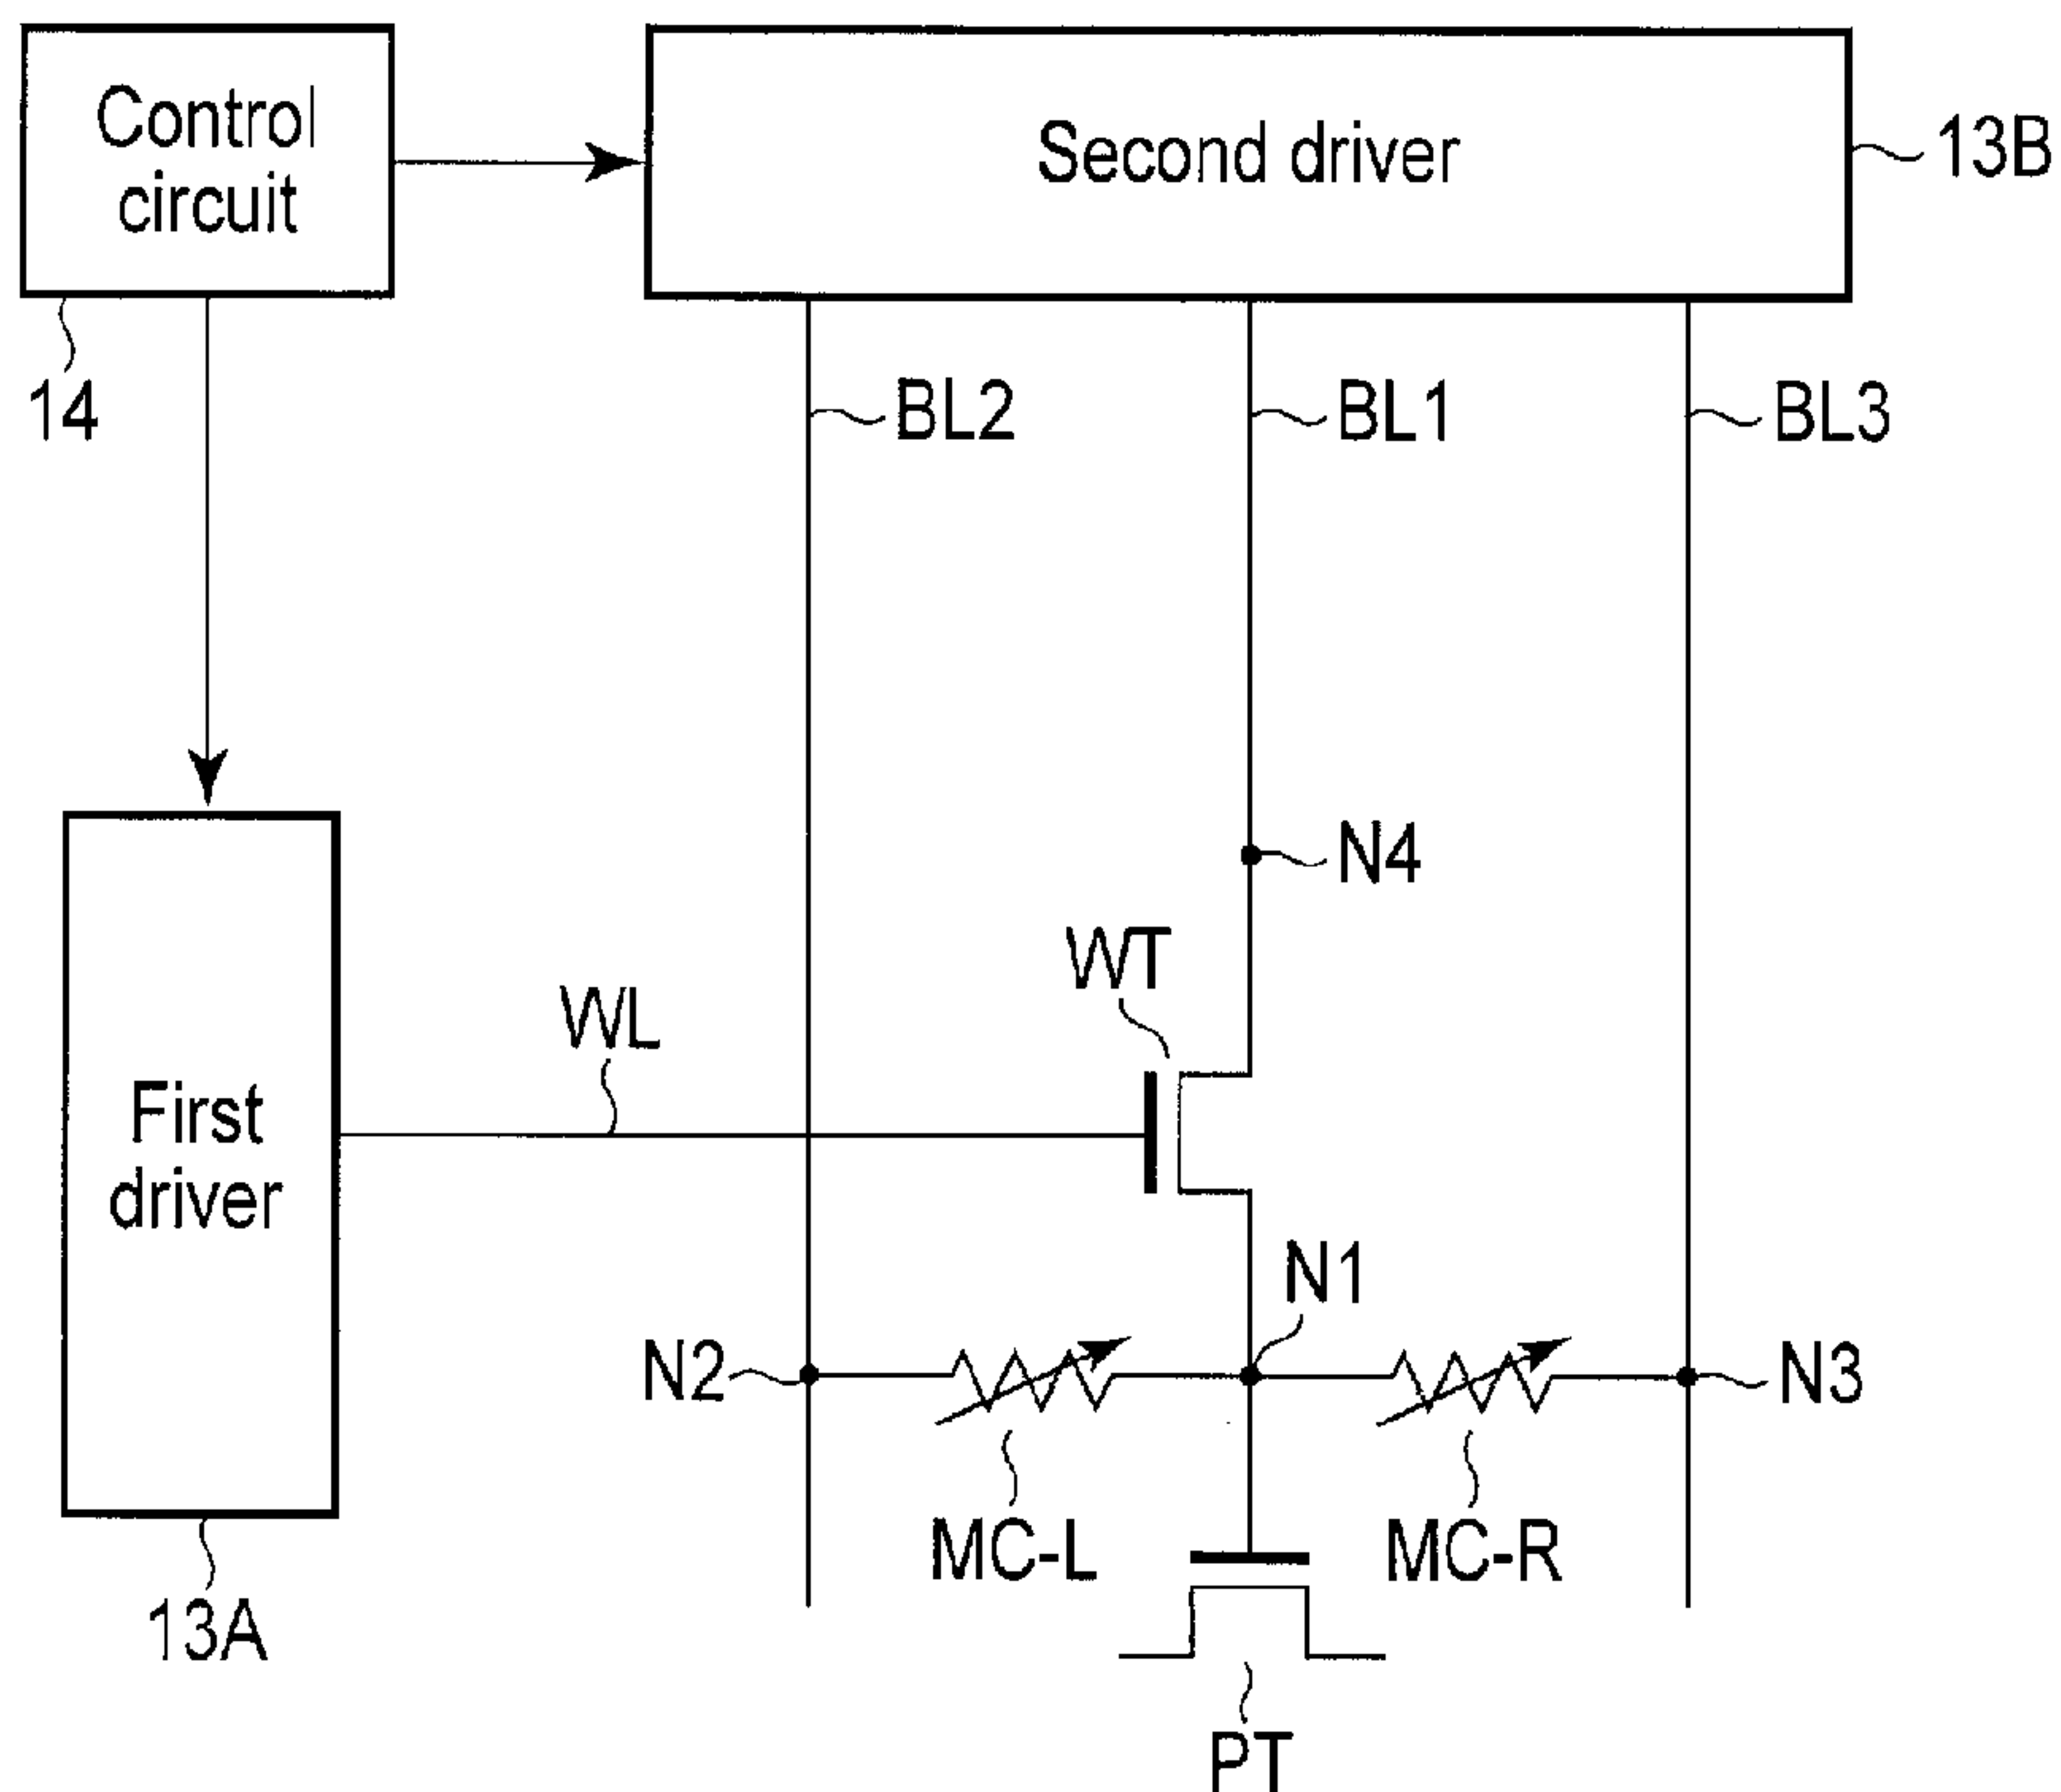 Control
circuit
Second driver
13B
14
BL2
BL1
BL3
N4
WT
WL
First
driver
N1
N2
N3
MC-L
MC-R
13A
PT